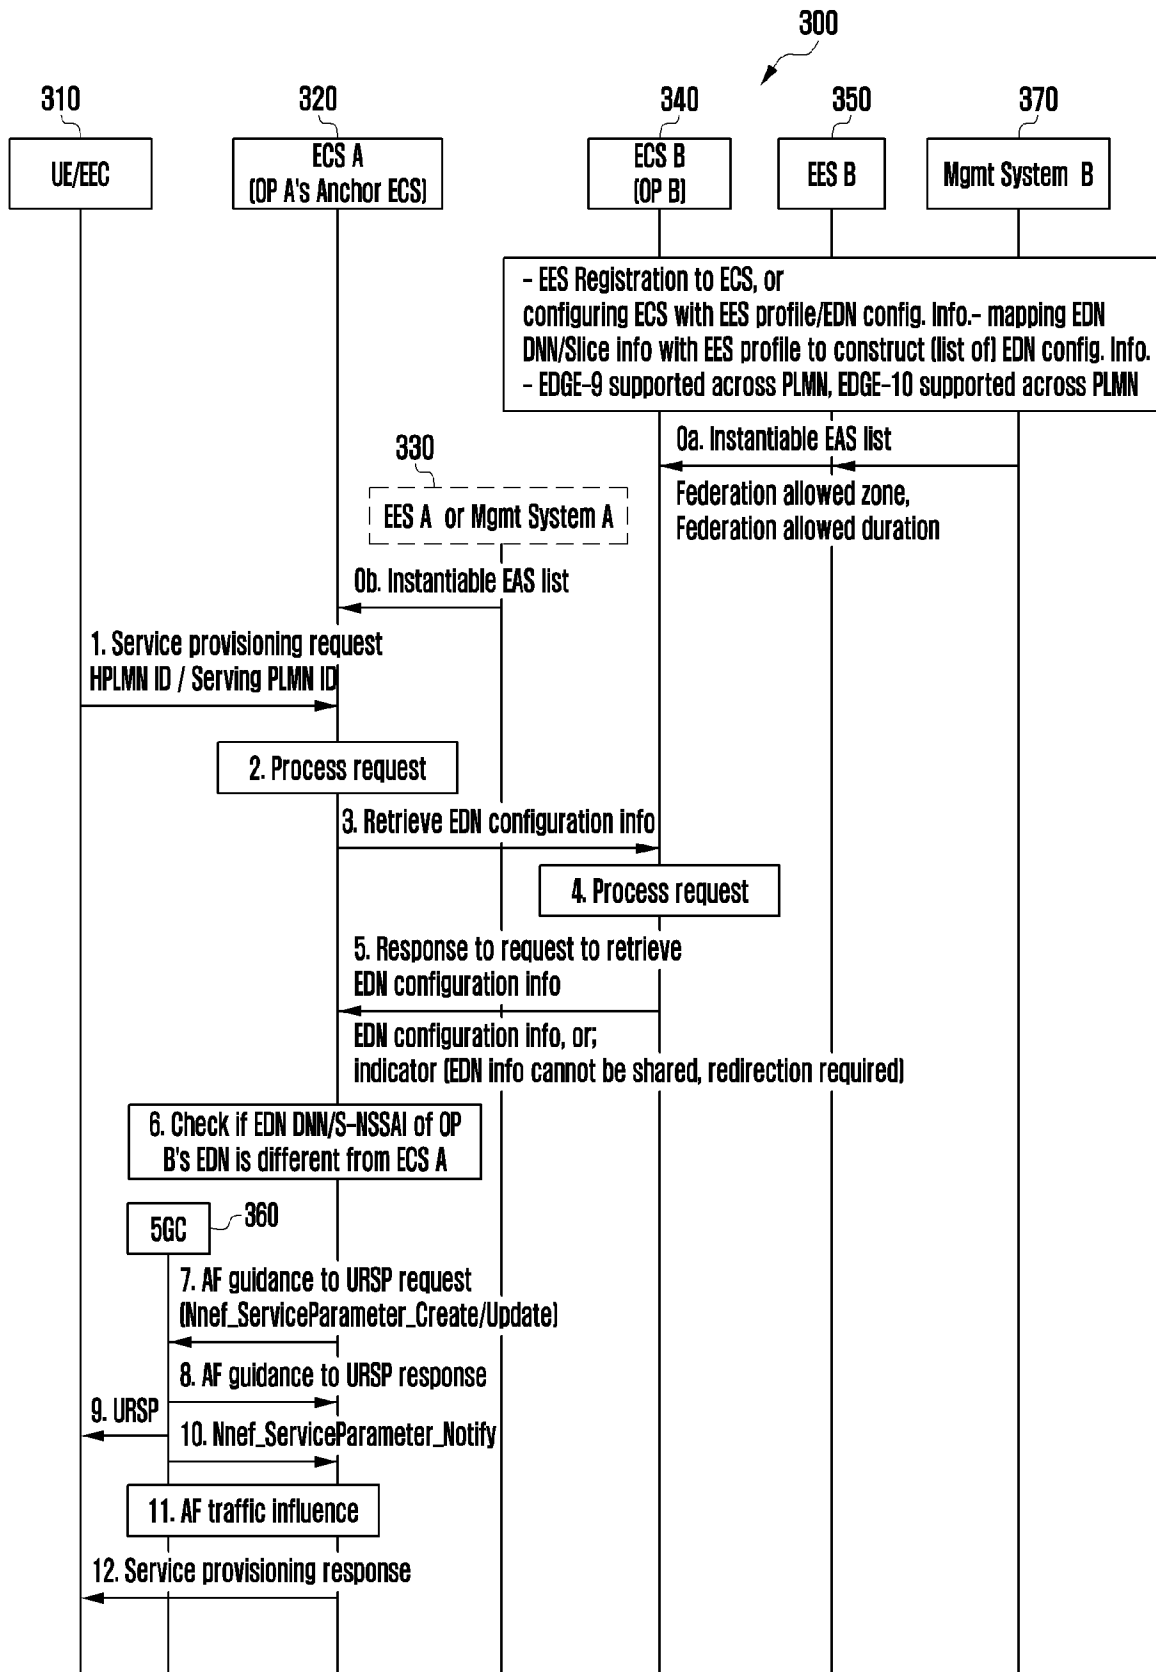 300
310
320
340
350
370
UE/EEC
ECS A
(OP A's Anchor ECS)
ECS B
(OP B)
EES B
Mgmt System B
- EES Registration to ECS, or
configuring ECS with EES profile/EDN config. Info.- mapping EDN
DNN/Slice info with EES profile to construct (list of) EDN config. Info.
- EDGE-9 supported across PLMN, EDGE-10 supported across PLMN
0a. Instantiable EAS list
Federation allowed zone,
Federation allowed duration
330
EES A or Mgmt System A
0b. Instantiable EAS list
1. Service provisioning request
HPLMN ID / Serving PLMN ID
2. Process request
3. Retrieve EDN configuration info
4. Process request
5. Response to request to retrieve
EDN configuration info
EDN configuration info, or;
indicator (EDN info cannot be shared, redirection required)
6. Check if EDN DNN/S-NSSAI of OP
B's EDN is different from ECS A
5GC
360
7. AF guidance to URSP request
(Nnef_ServiceParameter_Create/Update)
8. AF guidance to URSP response
9. URSP
10. Nnef_ServiceParameter_Notify
11. AF traffic influence
12. Service provisioning response